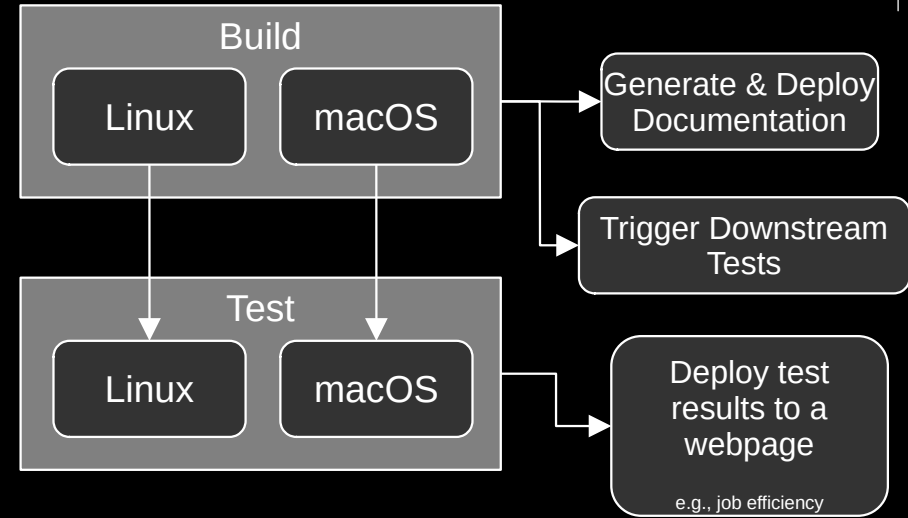 Build
Linux
macOS
Generate & Deploy
Documentation
Trigger Downstream
Tests
Test
Linux
macOS
Deploy test
results to a
webpage
e.g., job efficiency